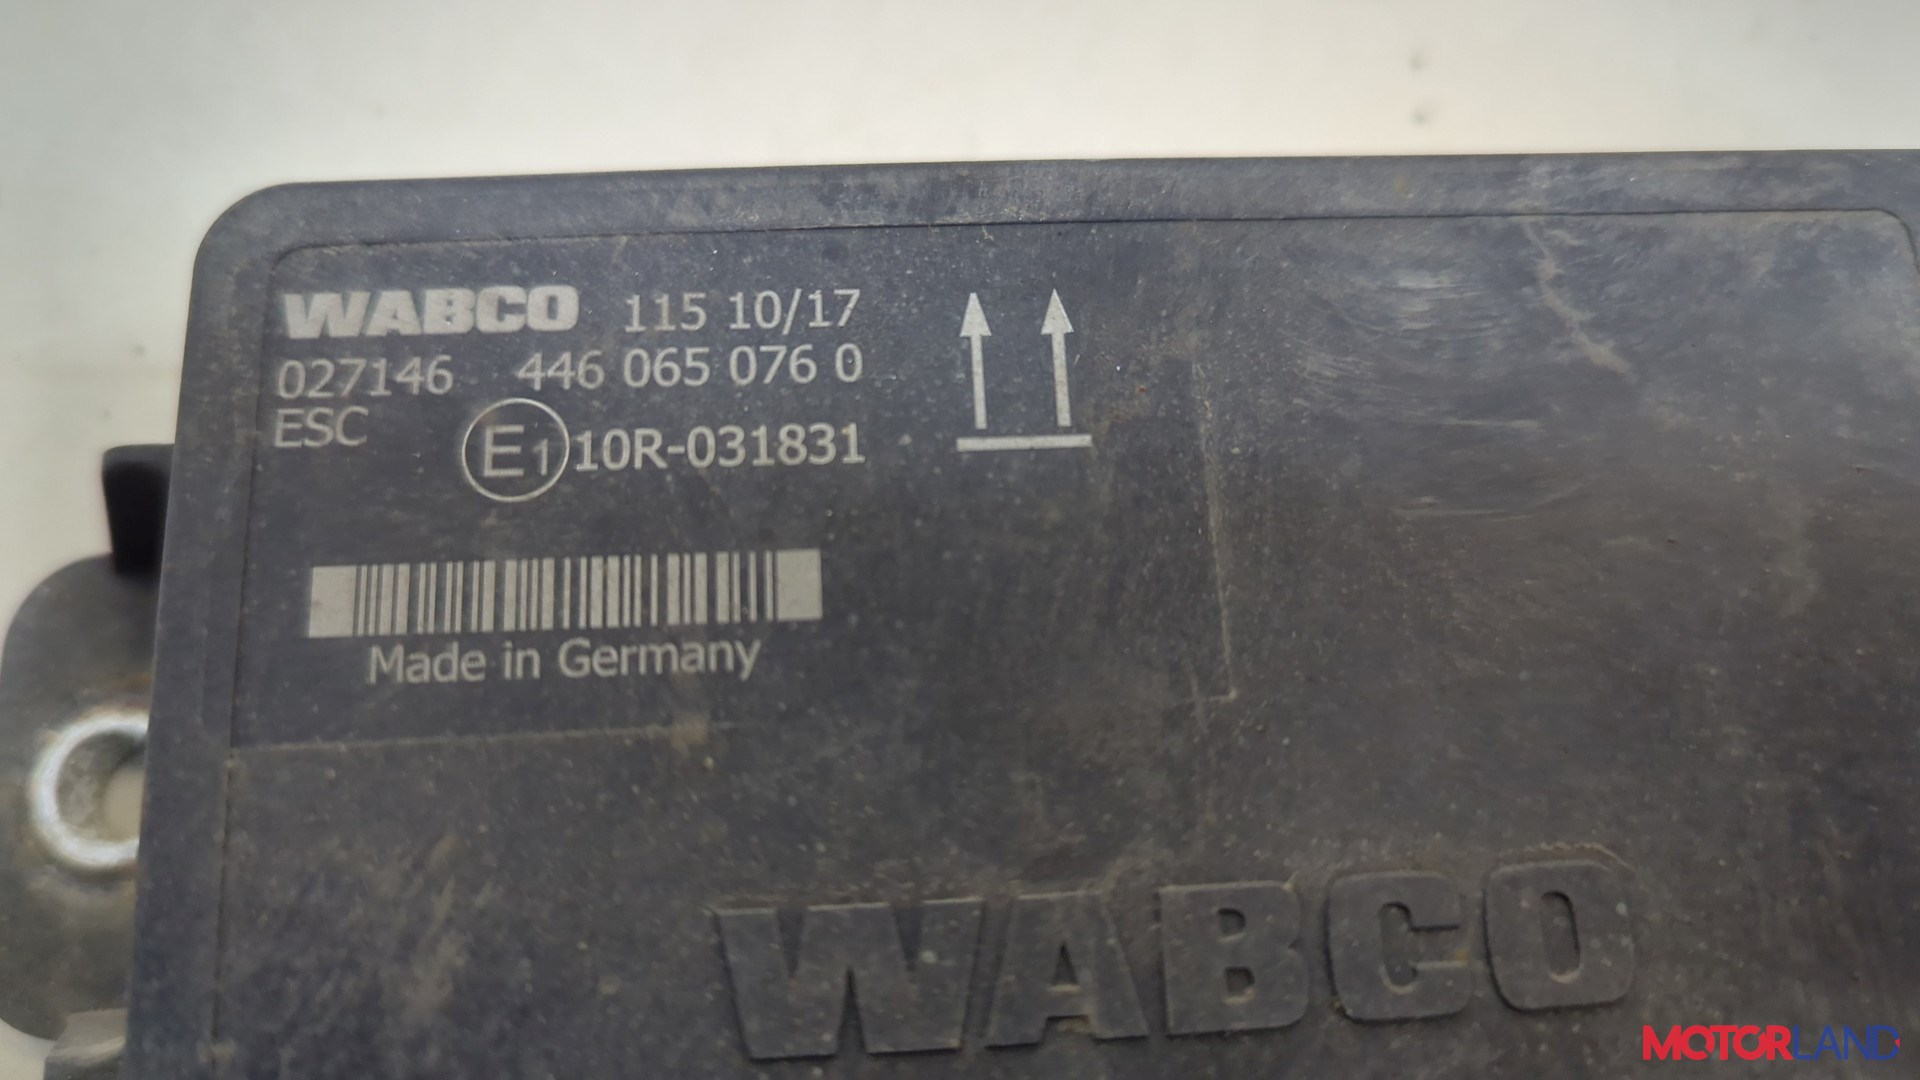 WABCO 115 10/17
027146 446 065 076 0
ESC
E1 10R-031831
Made in Germany
WABCO
MOTORLAND